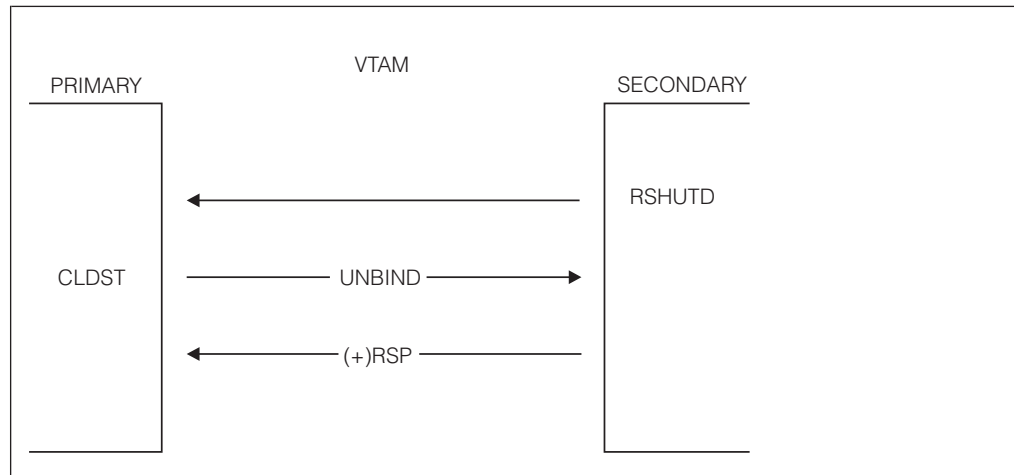 VTAM
PRIMARY
SECONDARY
RSHUTD
CLDST
UNBIND
(+)RSP